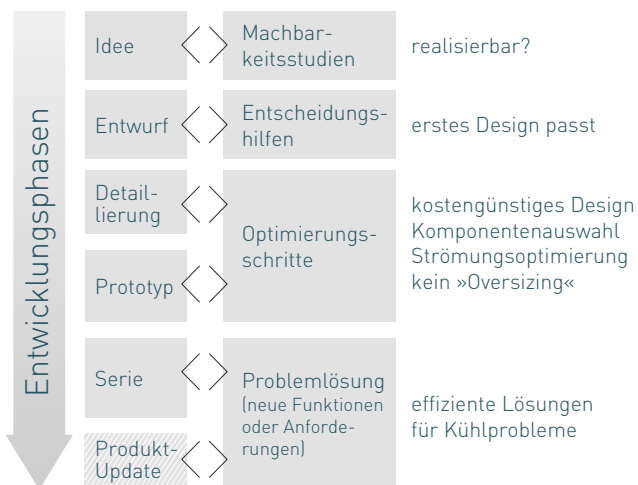 Entwicklungsphasen
Idee
Machbar-
keitsstudien
realisierbar?
Entwurf
Entscheidungs-
hilfen
erstes Design passt
Detail-
lierung
Prototyp
Optimierungs-
schritte
kostengünstiges Design
Komponentenauswahl
Strömungsoptimierung
kein »Oversizing«
Serie
Produkt-
Update
Problemlösung
(neue Funktionen
oder Anforde-
rungen)
effiziente Lösungen
für Kühlprobleme